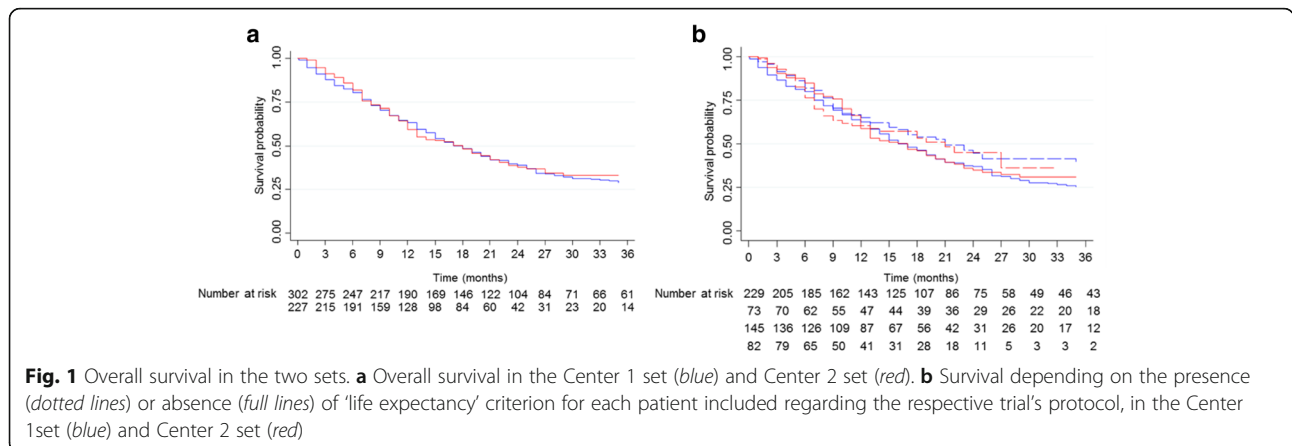 a
b
1.00
0.75
0.50
0.25
0.00
Survival probability
0 3 6 9 12 15 18 21 24 27 30 33 36
Time (months)
Number at risk 302 275 247 217 190 169 146 122 104 84 71 66 61
227 215 191 159 128 98 84 60 42 31 23 20 14
1.00
0.75
0.50
0.25
0.00
Survival probability
0 3 6 9 12 15 18 21 24 27 30 33 36
Time (months)
Number at risk 229 205 185 162 143 125 107 86 75 58 49 46 43
73 70 62 55 47 44 39 36 29 26 22 20 18
145 136 126 109 87 67 56 42 31 26 20 17 12
82 79 65 50 41 31 28 18 11 5 3 3 2
Fig. 1 Overall survival in the two sets. a Overall survival in the Center 1 set (blue) and Center 2 set (red). b Survival depending on the presence
(dotted lines) or absence (full lines) of 'life expectancy' criterion for each patient included regarding the respective trial's protocol, in the Center
1set (blue) and Center 2 set (red)